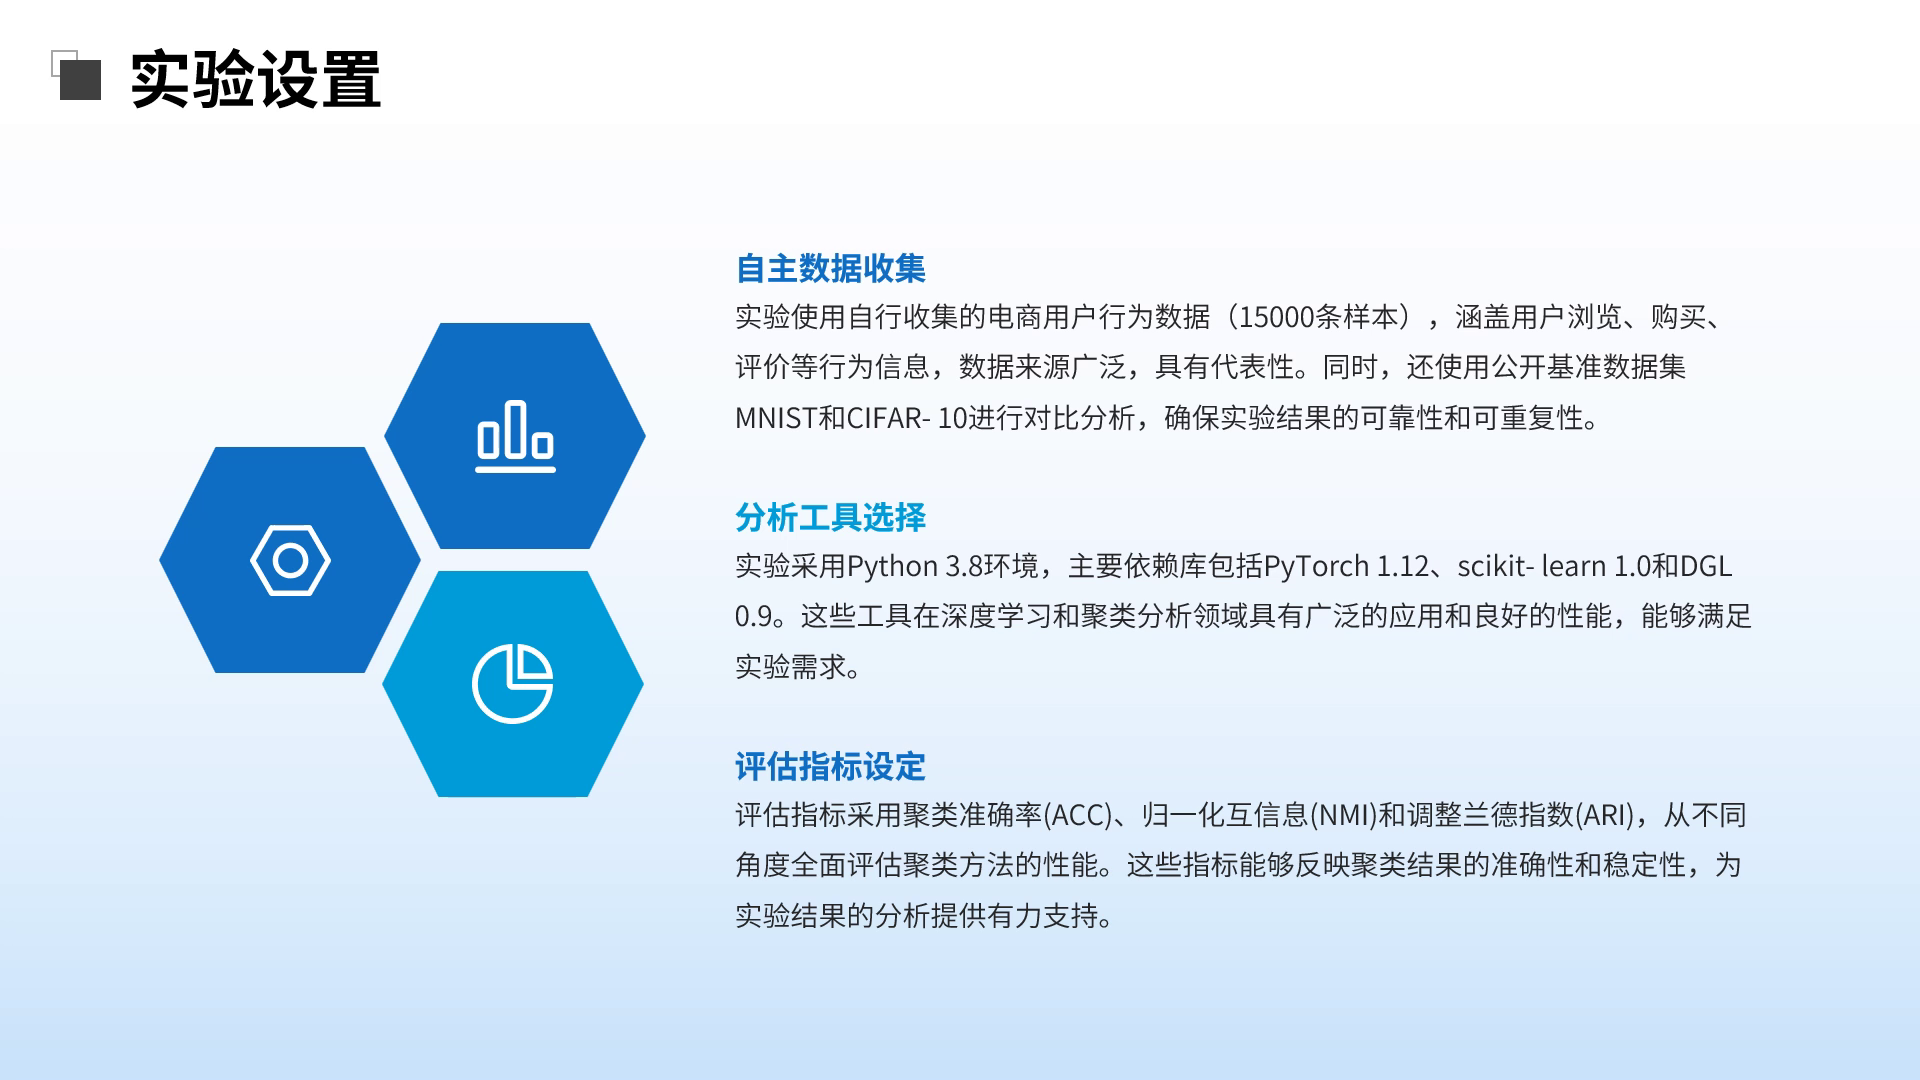 实验设置
自主数据收集
实验使用自行收集的电商用户行为数据（15000条样本），涵盖用户浏览、购买、
评价等行为信息，数据来源广泛，具有代表性。同时，还使用公开基准数据集
MNIST和CIFAR- 10进行对比分析，确保实验结果的可靠性和可重复性。
分析工具选择
实验采用Python 3.8环境，主要依赖库包括PyTorch 1.12、scikit- learn 1.0和DGL
0.9。这些工具在深度学习和聚类分析领域具有广泛的应用和良好的性能，能够满足
实验需求。
评估指标设定
评估指标采用聚类准确率(ACC)、归一化互信息(NMI)和调整兰德指数(ARI)，从不同
角度全面评估聚类方法的性能。这些指标能够反映聚类结果的准确性和稳定性，为
实验结果的分析提供有力支持。